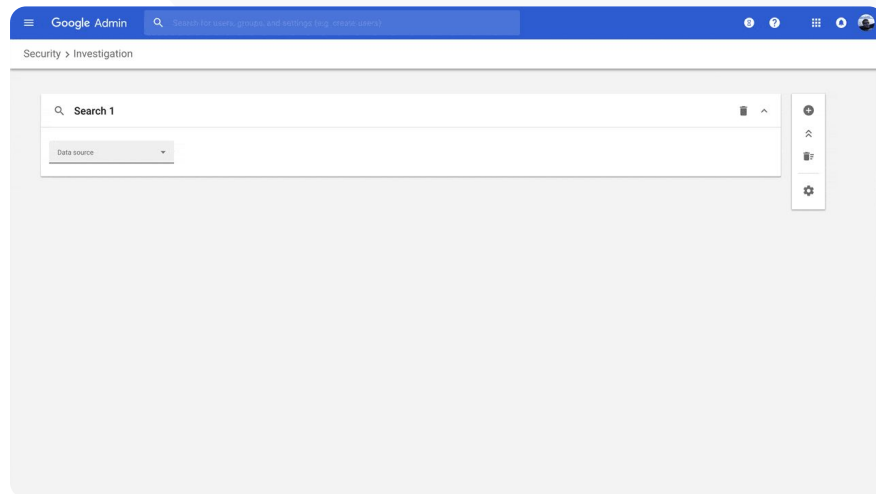 Google Admin
Search for users, groups, and settings (e.g. create users)
Security > Investigation
Search 1
Data source